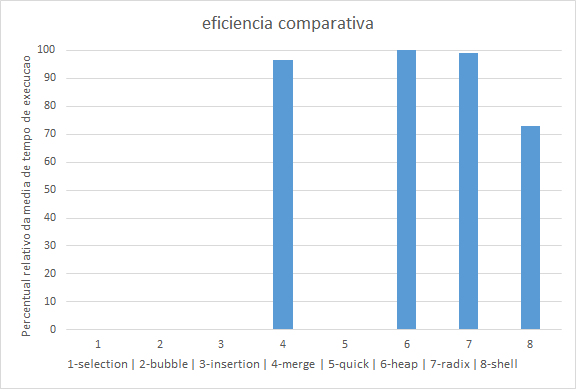 eficiencia comparativa
Percentual relativo da media de tempo de execucao
100
90
80
70
60
50
40
30
20
10
0
1 2 3 4 5 6 7 8
1-selection | 2-bubble | 3-insertion | 4-merge | 5-quick | 6-heap | 7-radix | 8-shell